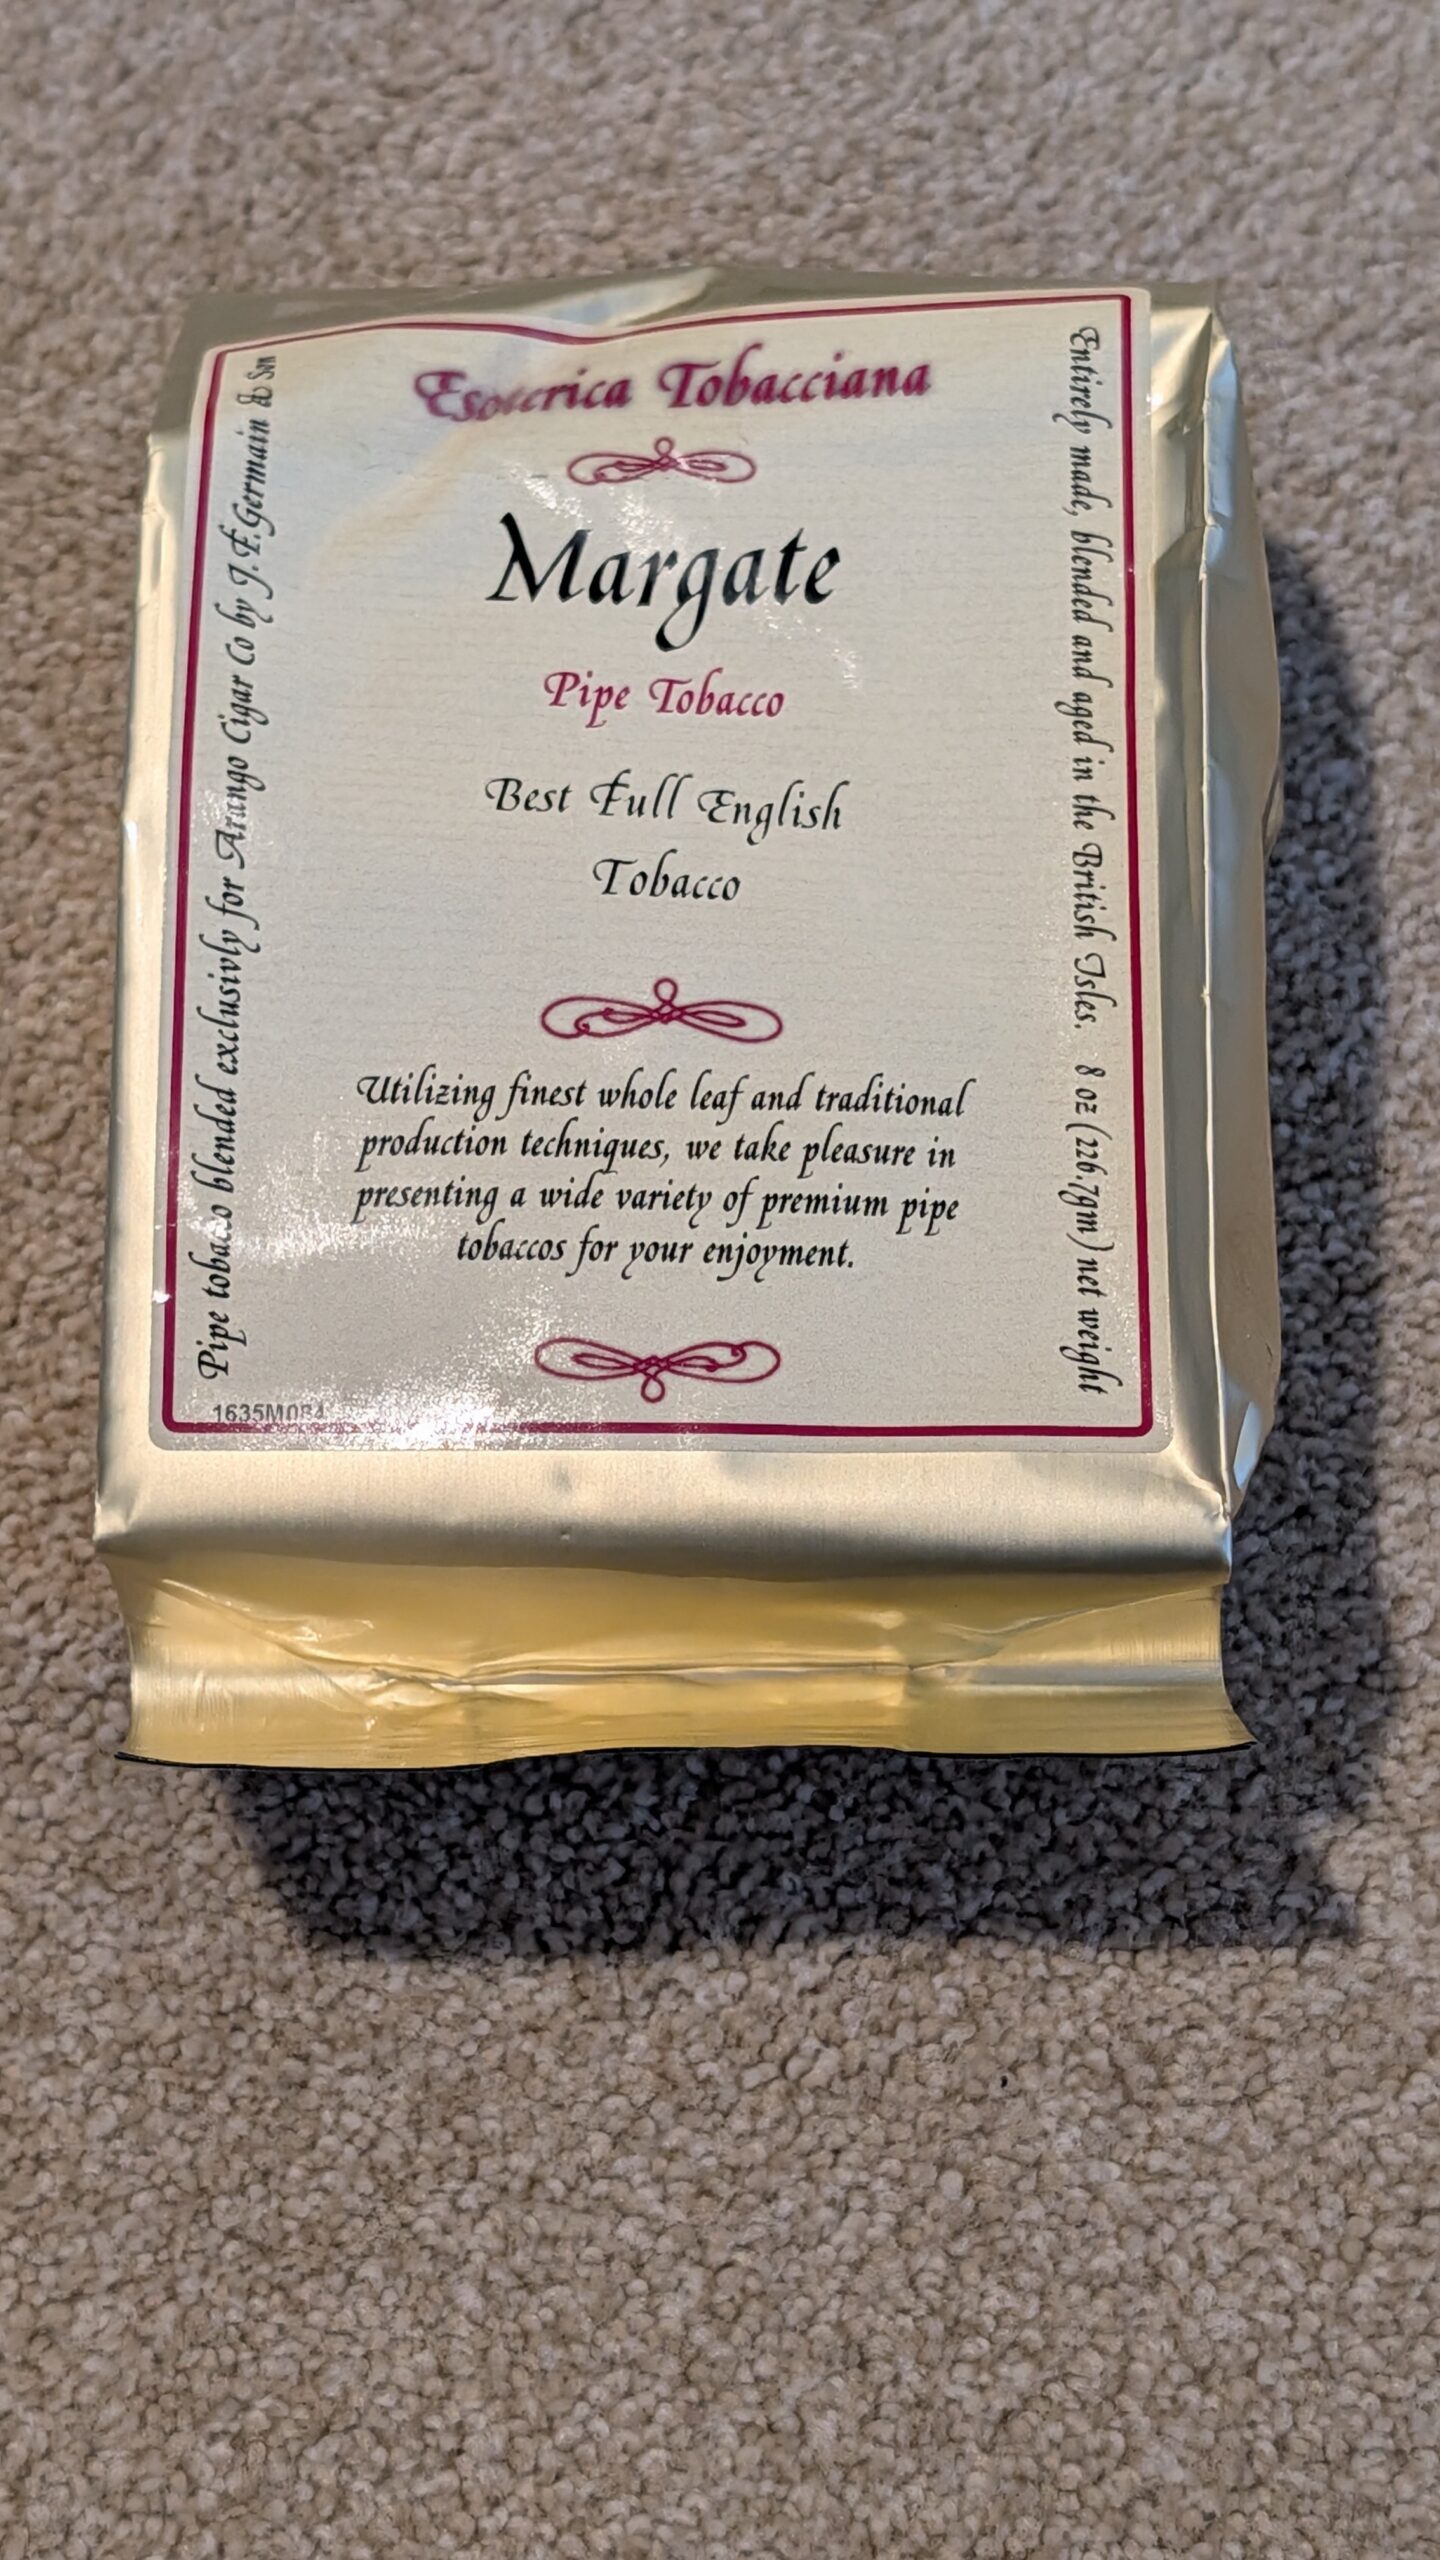 Esoterica Tobacciana
Margate
Pipe Tobacco
Best Full English
Tobacco
Utilizing finest whole leaf and traditional
production techniques, we take pleasure in
presenting a wide variety of premium pipe
tobaccos for your enjoyment.
Pipe tobacco blended exclusivly for Arango Cigar Co by J.F.Germain & Son
Entirely made, blended and aged in the British Isles. 8 oz (226.7gm) net weight
1635M084